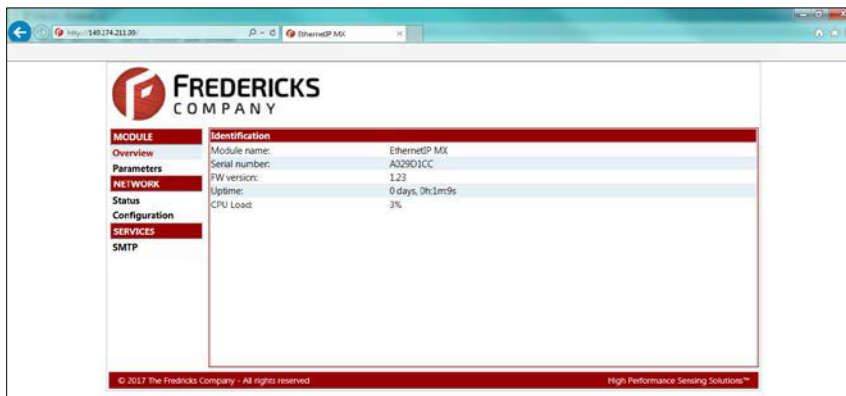 http://149.174.211.39/
EthernetIP MX
FREDERICKS
COMPANY
MODULE
Overview
Parameters
NETWORK
Status
Configuration
SERVICES
SMTP
Identification
Module name: EthernetIP MX
Serial number: A029D1CC
FW version: 1.23
Uptime: 0 days, 0h:1m:9s
CPU Load: 3%
© 2017 The Fredricks Company - All rights reserved
High Performance Sensing Solutions™